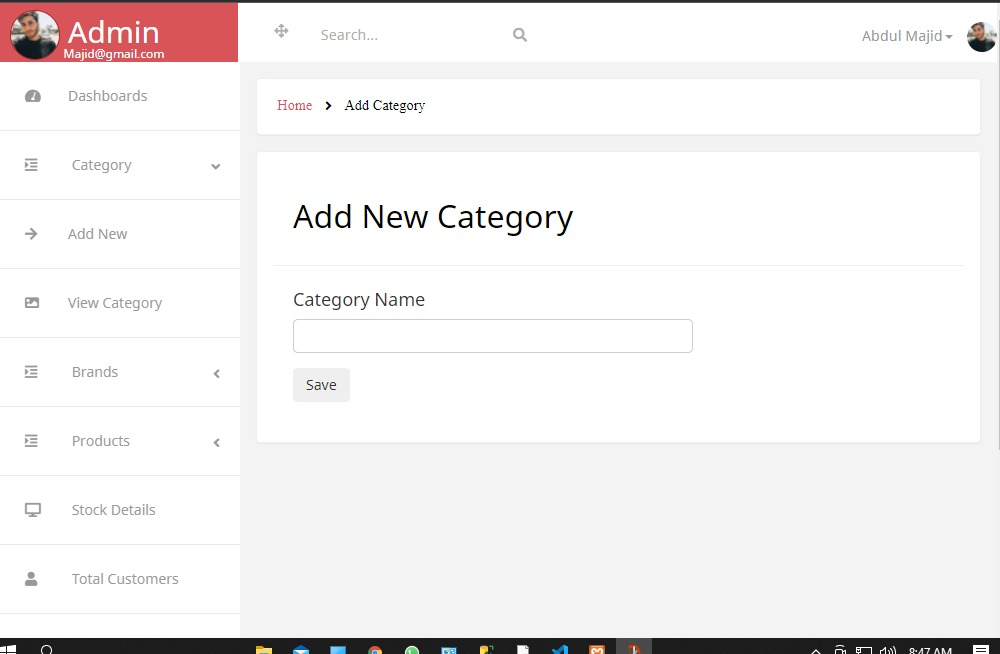 Admin
Majid@gmail.com
Search...
Abdul Majid
Dashboards
Category
Add New
View Category
Brands
Products
Stock Details
Total Customers
Home > Add Category
Add New Category
Category Name
Save
8:47 AM